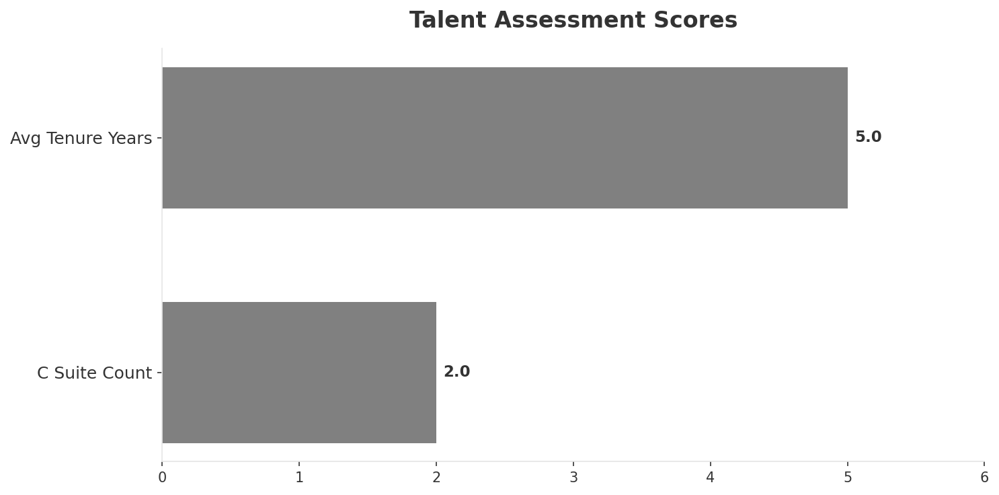 Talent Assessment Scores
Avg Tenure Years
5.0
C Suite Count
2.0
0 1 2 3 4 5 6